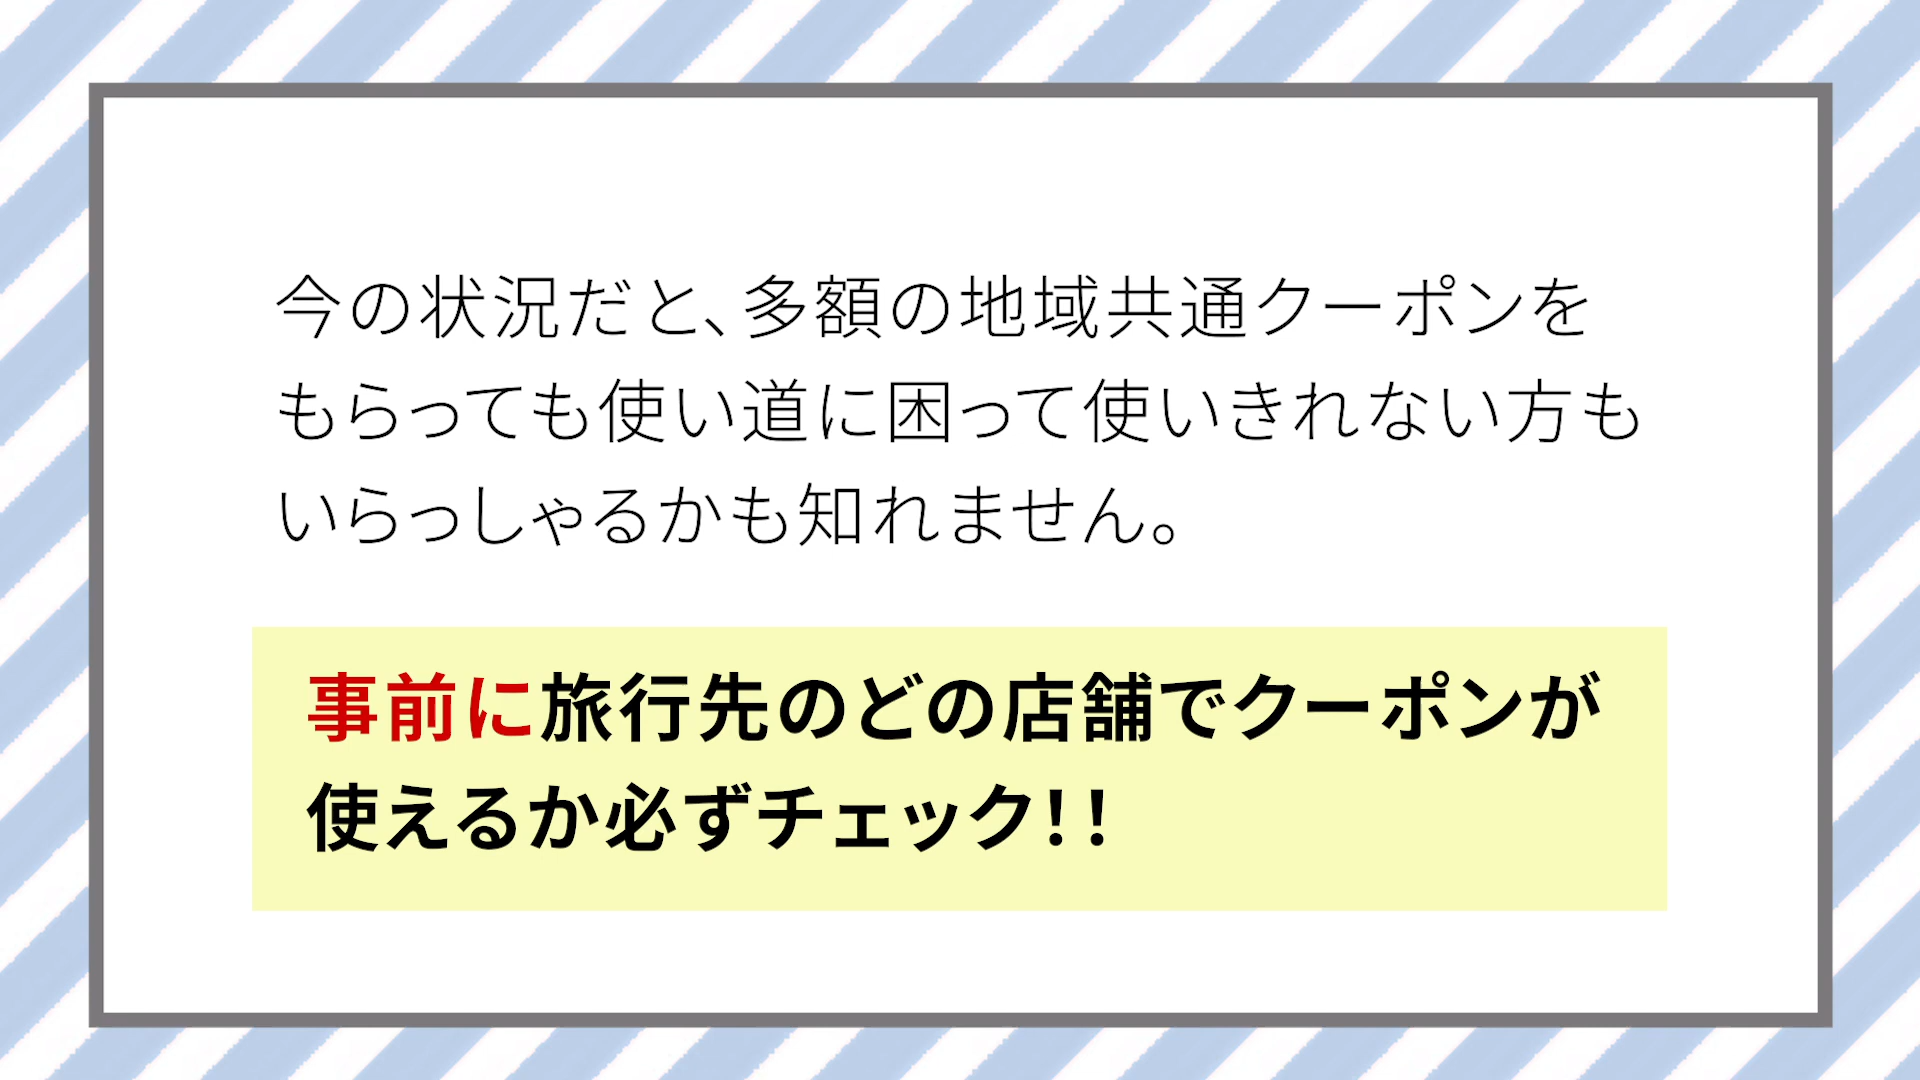 今の状況だと、多額の地域共通クーポンを
もらっても使い道に困って使いきれない方も
いらっしゃるかも知れません。
事前に旅行先のどの店舗でクーポンが
使えるか必ずチェック！！